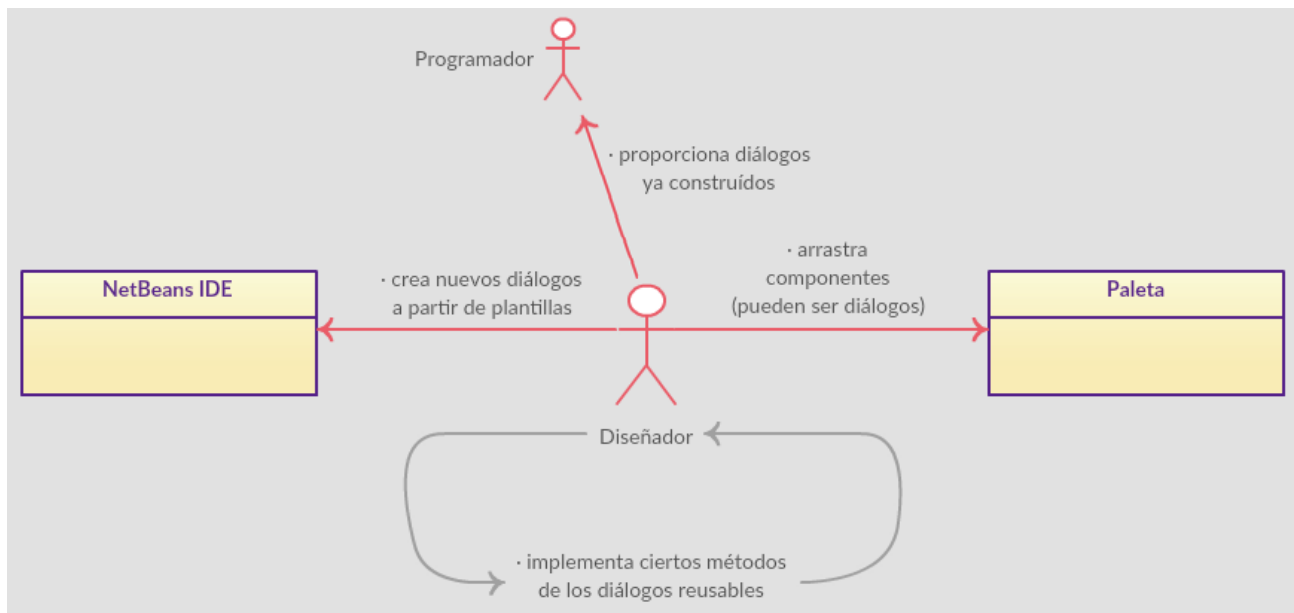 Programador
· proporciona diálogos
ya construídos
NetBeans IDE
· crea nuevos diálogos
a partir de plantillas
· arrastra
componentes
(pueden ser diálogos)
Paleta
Diseñador
· implementa ciertos métodos
de los diálogos reusables